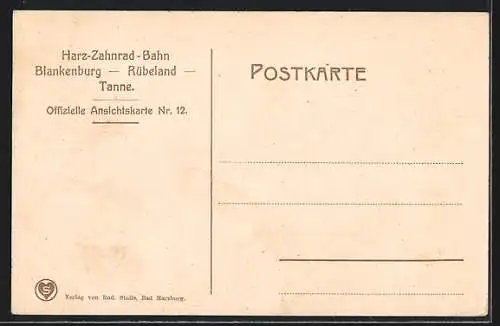 Harz-Zahnrad-Bahn
Blankenburg — Rübeland —
Tanne.
Offizielle Ansichtskarte Nr. 12.
POSTKARTE
S
Verlag von Rud. Stolle, Bad Harzburg.